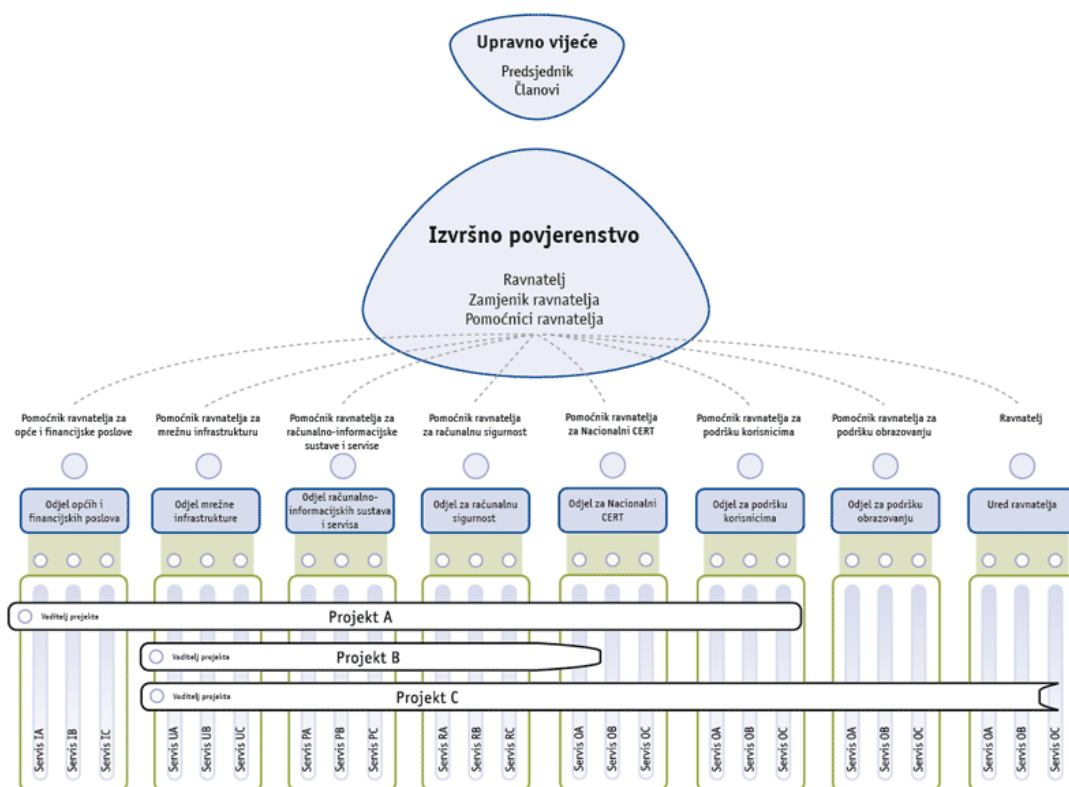 Upravno vijeće
Predsjednik
Članovi
Izvršno povjerenstvo
Ravnatelj
Zamjenik ravnatelja
Pomoćnici ravnatelja
Pomoćnik ravnatelja za
opće i financijske poslove
Pomoćnik ravnatelja za
mrežnu infrastrukturu
Pomoćnik ravnatelja za
računalno-informacijske
sustave i servise
Pomoćnik ravnatelja
za računalnu sigurnost
Pomoćnik ravnatelja
za Nacionalni CERT
Pomoćnik ravnatelja za
podršku korisnicima
Pomoćnik ravnatelja za
podršku obrazovanju
Ravnatelj
Odjel općih i
financijskih poslova
Odjel mrežne
infrastrukture
Odjel računalno-
informacijskih sustava
i servisa
Odjel za računalnu
sigurnost
Odjel za Nacionalni
CERT
Odjel za podršku
korisnicima
Odjel za podršku
obrazovanju
Ured ravnatelja
Voditelj projekta
Projekt A
Voditelj projekta
Projekt B
Voditelj projekta
Projekt C
Servis IA
Servis IB
Servis IC
Servis UA
Servis UB
Servis UC
Servis PA
Servis PB
Servis PC
Servis RA
Servis RB
Servis RC
Servis OA
Servis OB
Servis OC
Servis OA
Servis OB
Servis OC
Servis OA
Servis OB
Servis OC
Servis OA
Servis OB
Servis OC